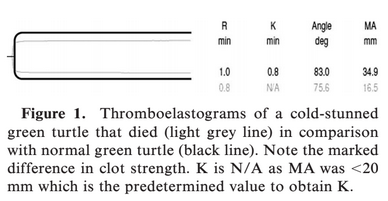 R K Angle MA
min min deg mm
1.0 0.8 83.0 34.9
0.8 N/A 75.6 16.5
Figure 1. Thromboelastograms of a cold-stunned
green turtle that died (light grey line) in comparison
with normal green turtle (black line). Note the marked
difference in clot strength. K is N/A as MA was <20
mm which is the predetermined value to obtain K.